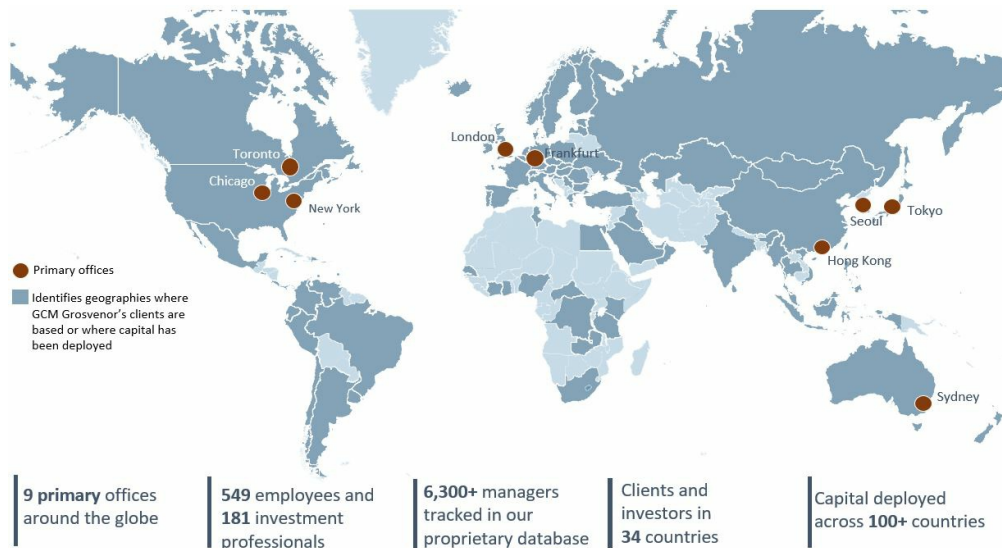 London
Frankfurt
Toronto
Chicago
New York
Seoul
Tokyo
Hong Kong
Primary offices
Identifies geographies where
GCM Grosvenor's clients are
based or where capital has
been deployed
Sydney
9 primary offices
around the globe
549 employees and
181 investment
professionals
6,300+ managers
tracked in our
proprietary database
Clients and
investors in
34 countries
Capital deployed
across 100+ countries